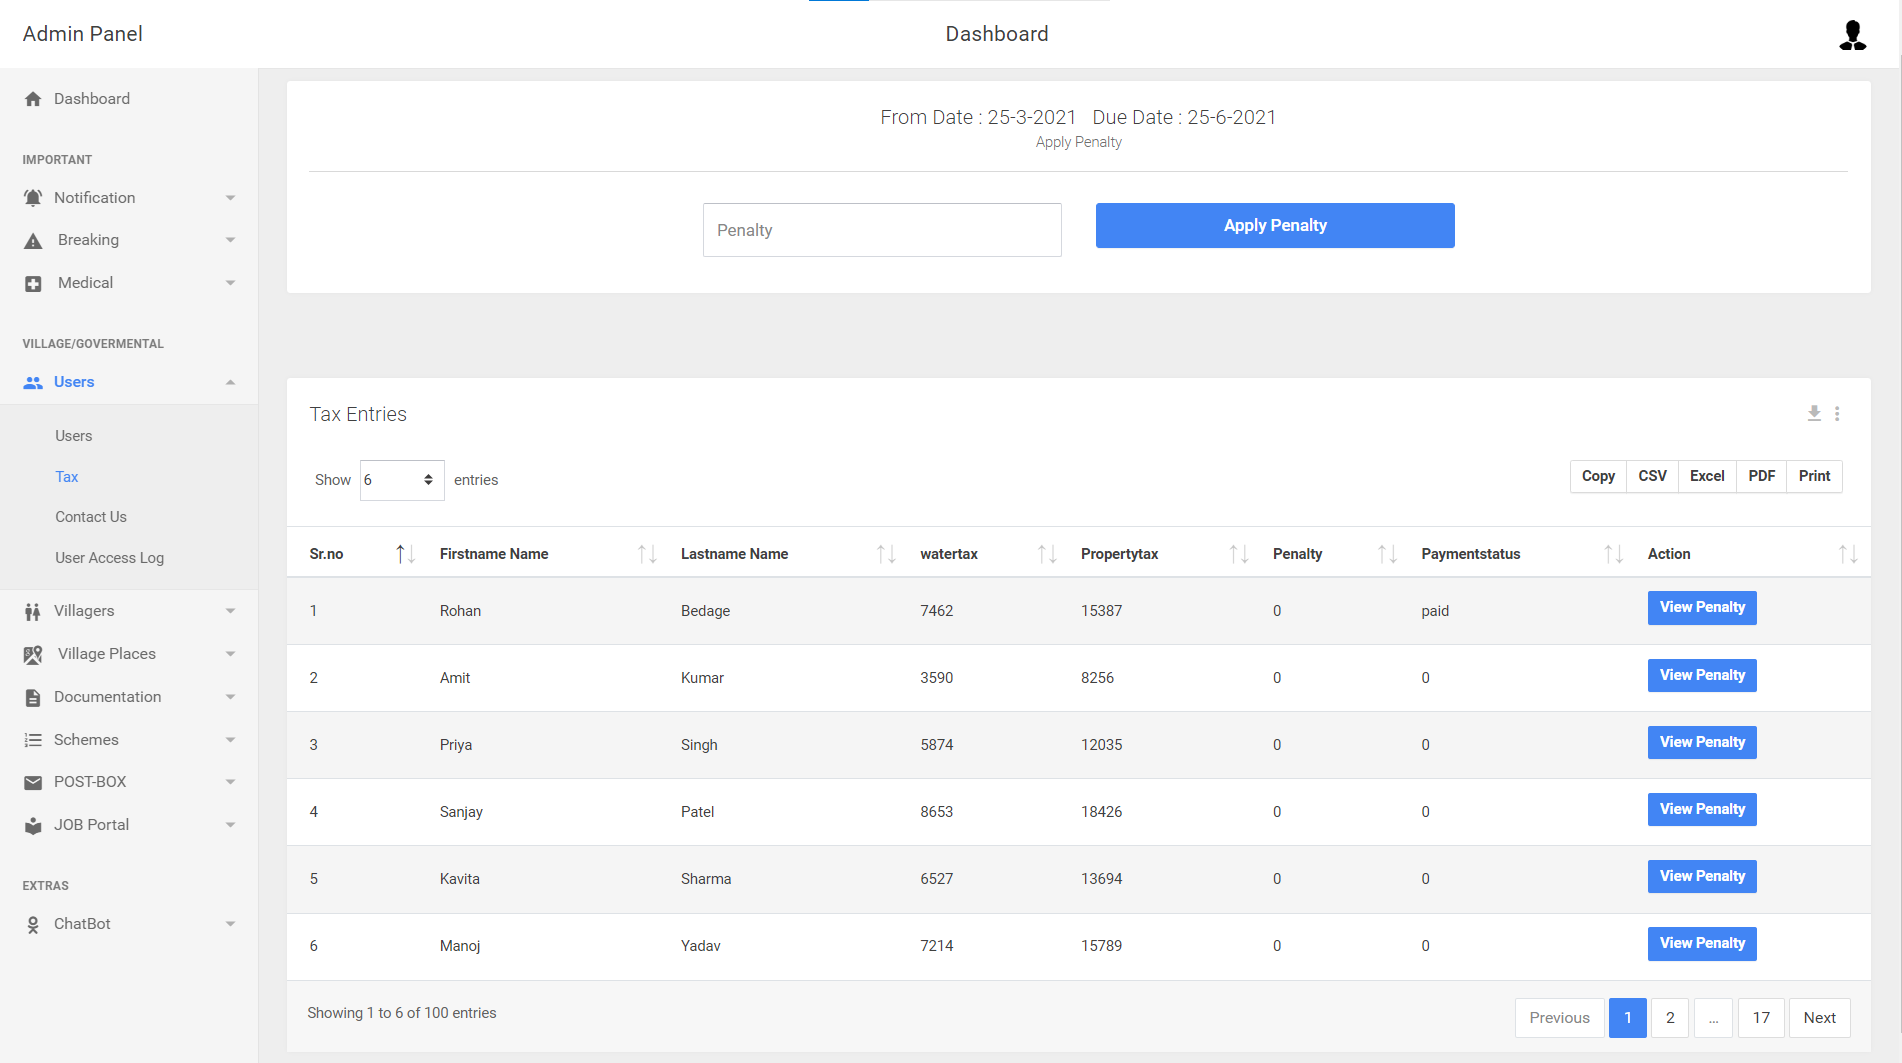 Admin Panel
Dashboard
Dashboard
IMPORTANT
Notification
Breaking
Medical
VILLAGE/GOVERMENTAL
Users
Users
Tax
Contact Us
User Access Log
Villagers
Village Places
Documentation
Schemes
POST-BOX
JOB Portal
EXTRAS
ChatBot
From Date : 25-3-2021 Due Date : 25-6-2021
Apply Penalty
Penalty
Apply Penalty
Tax Entries
Show 6 entries
Copy CSV Excel PDF Print
Sr.no Firstname Name Lastname Name watertax Propertytax Penalty Paymentstatus Action
1 Rohan Bedage 7462 15387 0 paid View Penalty
2 Amit Kumar 3590 8256 0 0 View Penalty
3 Priya Singh 5874 12035 0 0 View Penalty
4 Sanjay Patel 8653 18426 0 0 View Penalty
5 Kavita Sharma 6527 13694 0 0 View Penalty
6 Manoj Yadav 7214 15789 0 0 View Penalty
Showing 1 to 6 of 100 entries
Previous 1 2 … 17 Next